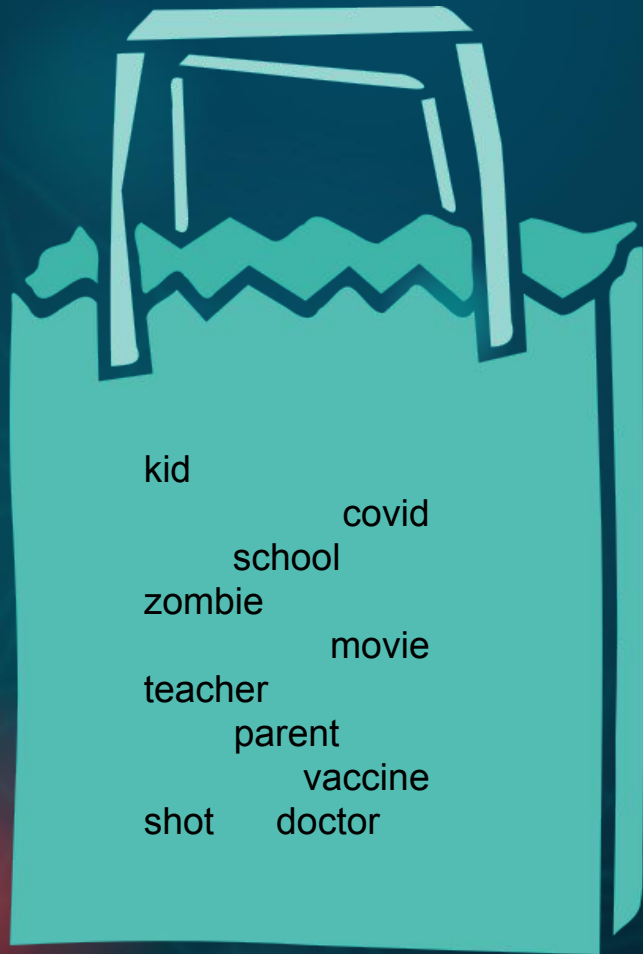 kid
covid
school
zombie
movie
teacher
parent
vaccine
shot doctor